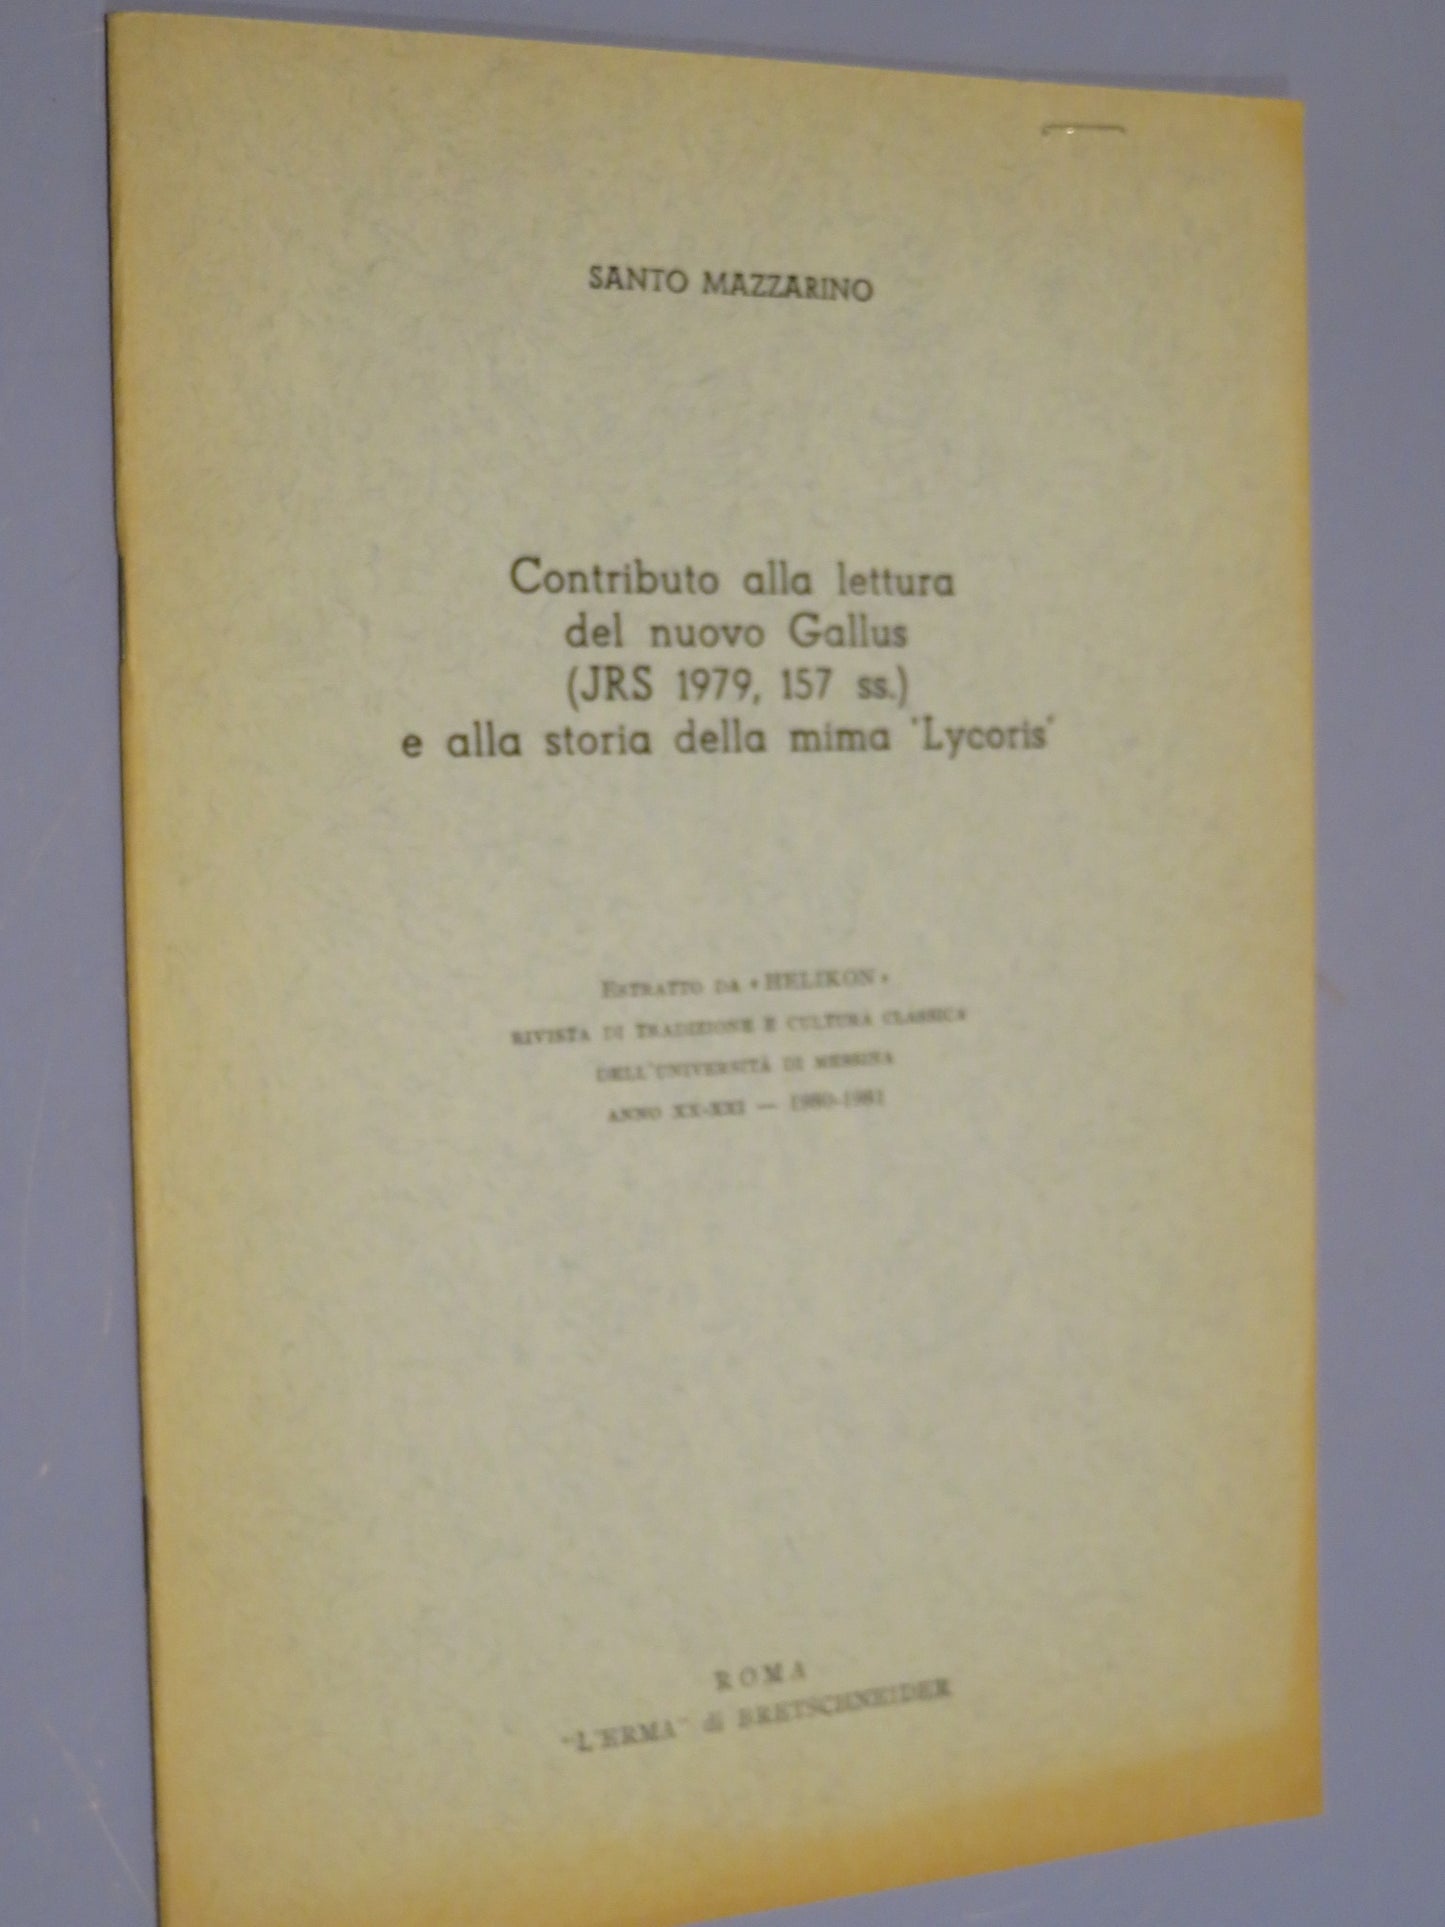 SANTO MAZZARINO
Contributo alla lettura
del nuovo Gallus
(JRS 1979, 157 ss.)
e alla storia della mima 'Lycoris'
ESTRATTO DA «HELIKON»
RIVISTA DI TRADIZIONE E CULTURA CLASSICA
DELL'UNIVERSITÀ DI MESSINA
ANNO XX-XXI — 1980-1981
ROMA
"L'ERMA" di BRETSCHNEIDER